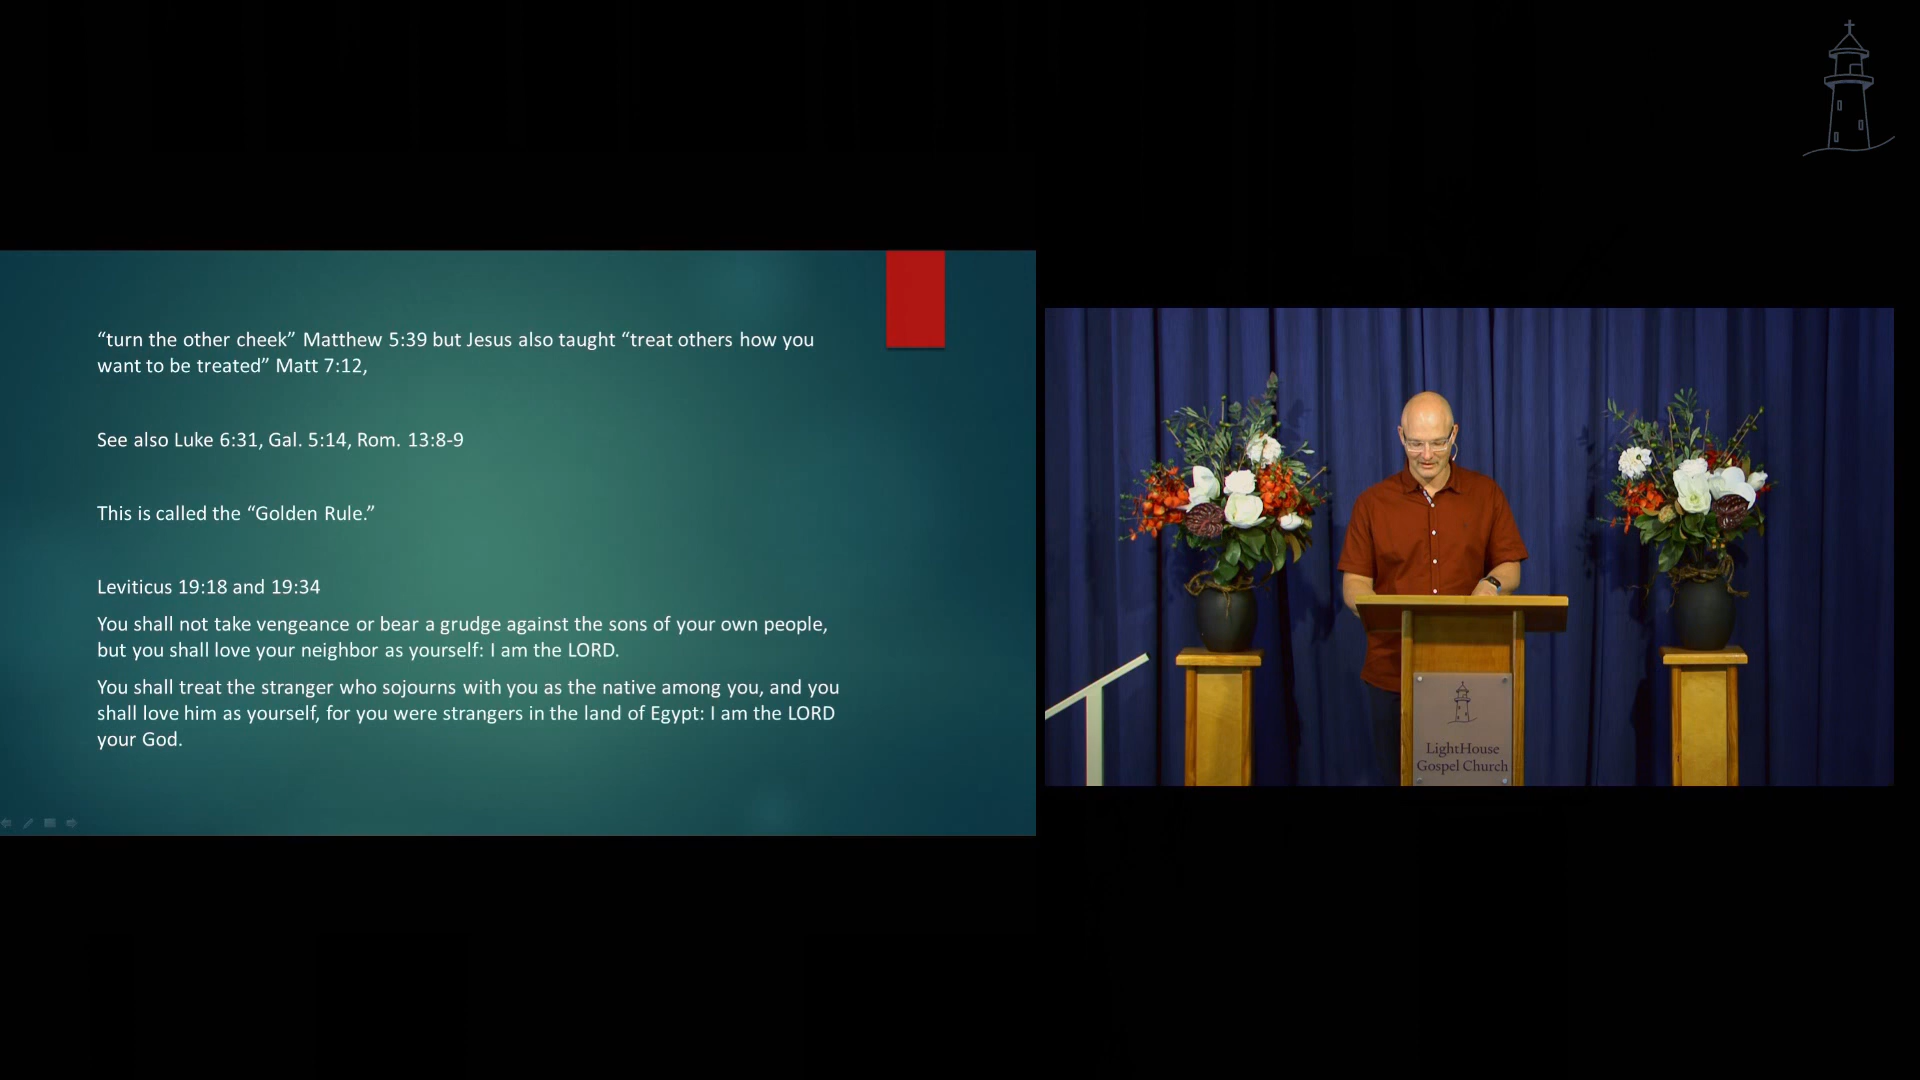 “turn the other cheek” Matthew 5:39 but Jesus also taught “treat others how you
want to be treated” Matt 7:12,
See also Luke 6:31, Gal. 5:14, Rom. 13:8-9
This is called the “Golden Rule.”
Leviticus 19:18 and 19:34
You shall not take vengeance or bear a grudge against the sons of your own people,
but you shall love your neighbor as yourself: I am the LORD.
You shall treat the stranger who sojourns with you as the native among you, and you
shall love him as yourself, for you were strangers in the land of Egypt: I am the LORD
your God.
LightHouse
Gospel Church